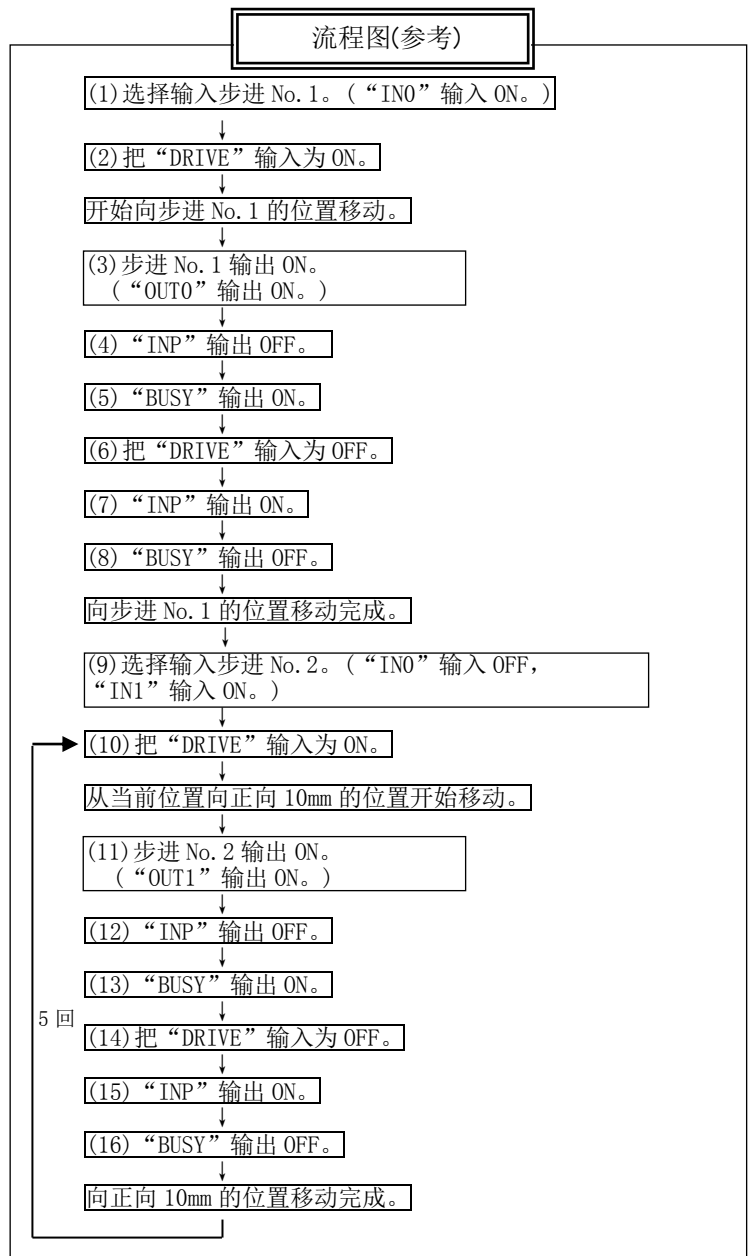 流程图(参考)
(1)选择输入步进 No.1。(“IN0”输入 ON。)
(2)把“DRIVE”输入为 ON。
开始向步进 No.1 的位置移动。
(3)步进 No.1 输出 ON。
(“OUT0”输出 ON。)
(4)“INP”输出 OFF。
(5)“BUSY”输出 ON。
(6)把“DRIVE”输入为 OFF。
(7)“INP”输出 ON。
(8)“BUSY”输出 OFF。
向步进 No.1 的位置移动完成。
(9)选择输入步进 No.2。(“IN0”输入 OFF,
“IN1”输入 ON。)
(10)把“DRIVE”输入为 ON。
从当前位置向正向 10mm 的位置开始移动。
(11)步进 No.2 输出 ON。
(“OUT1”输出 ON。)
(12)“INP”输出 OFF。
(13)“BUSY”输出 ON。
5 回
(14)把“DRIVE”输入为 OFF。
(15)“INP”输出 ON。
(16)“BUSY”输出 OFF。
向正向 10mm 的位置移动完成。